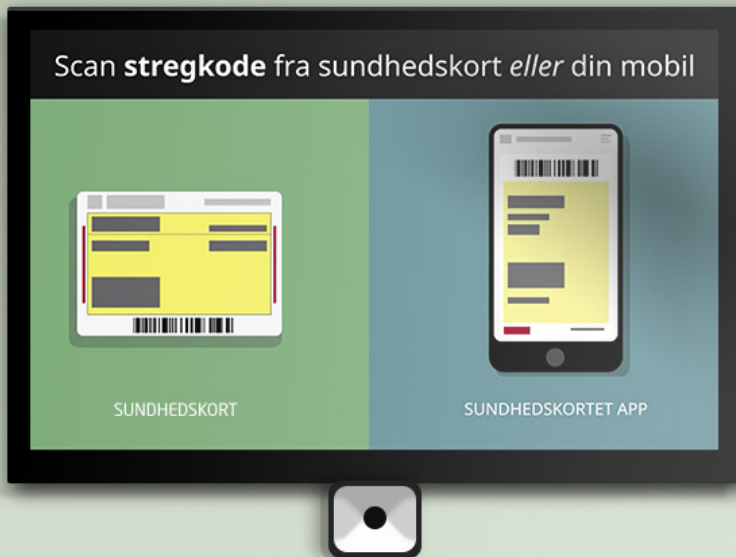 Scan stregkode fra sundhedskort eller din mobil
SUNDHEDSKORT
SUNDHEDSKORTET APP